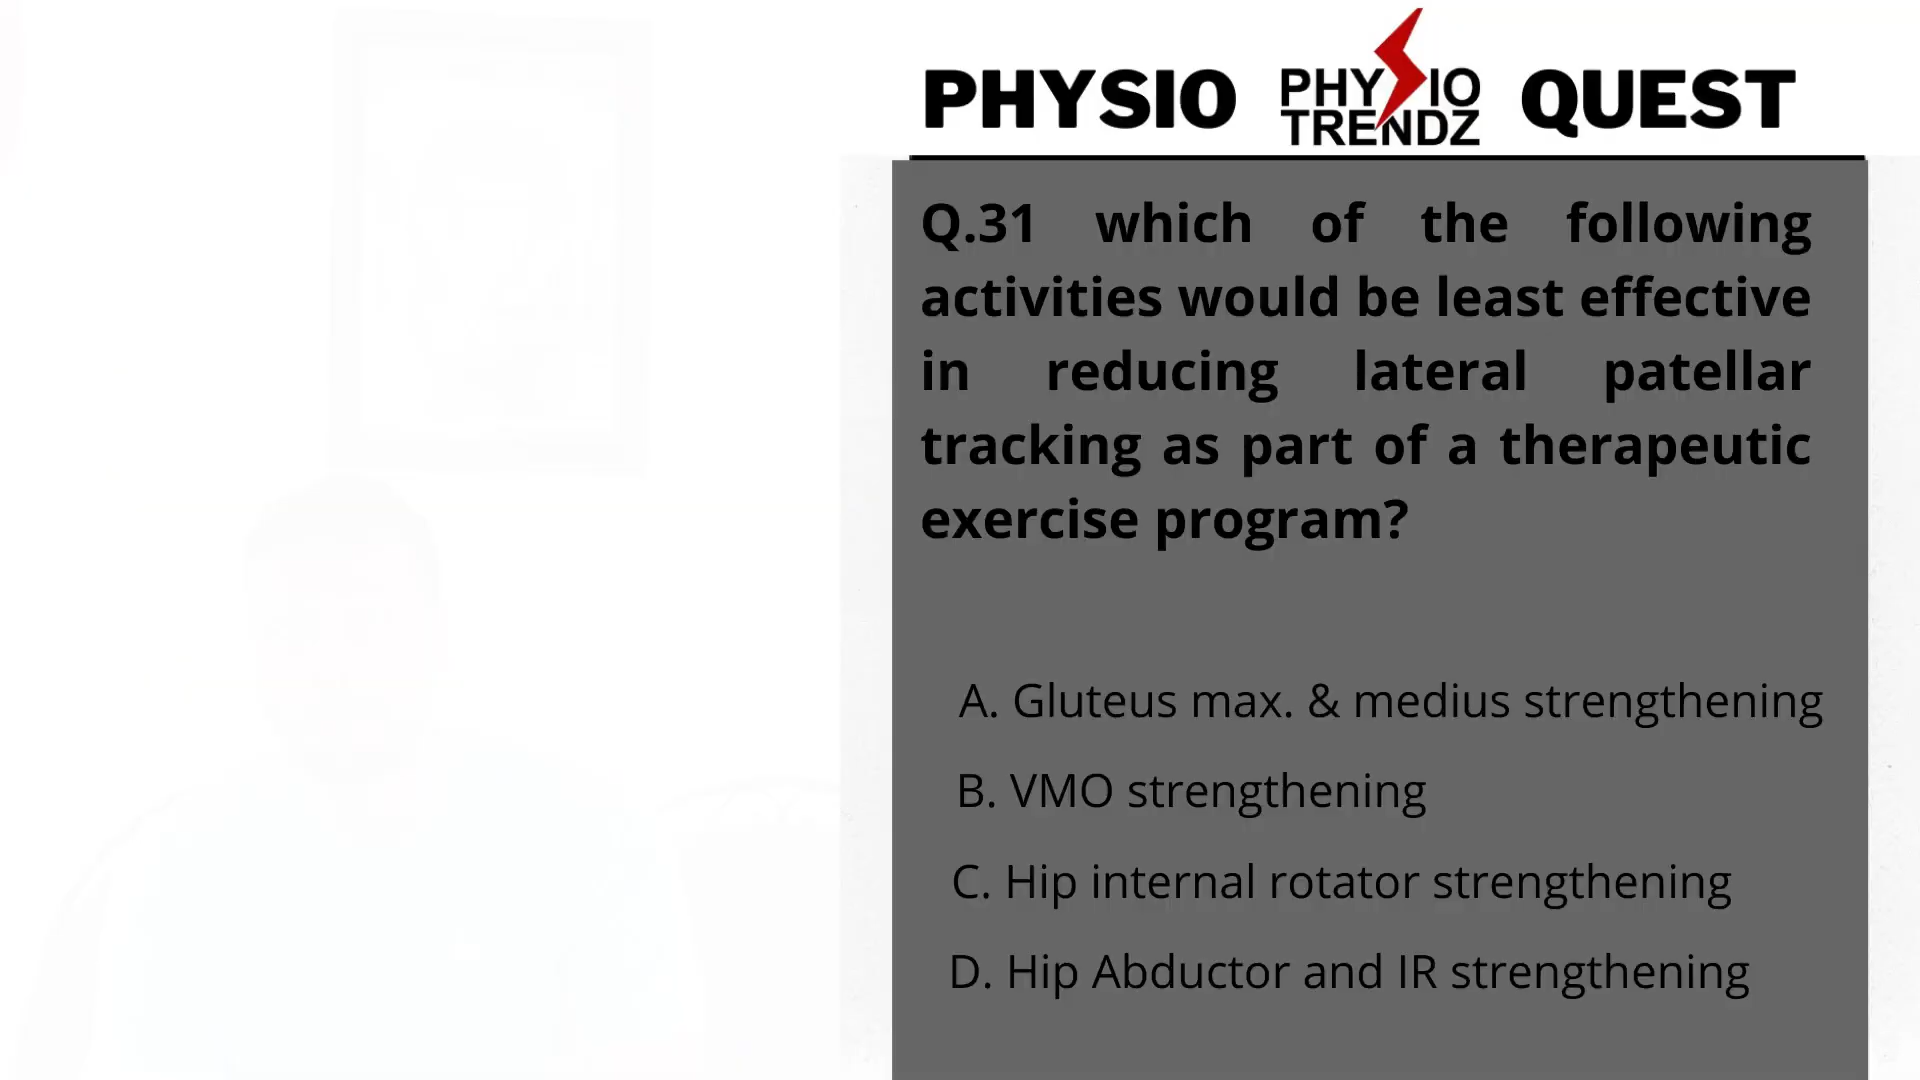 PHYSIO PHYSIO TRENDZ QUEST
Q.31 which of the following
activities would be least effective
in reducing lateral patellar
tracking as part of a therapeutic
exercise program?
A. Gluteus max. & medius strengthening
B. VMO strengthening
C. Hip internal rotator strengthening
D. Hip Abductor and IR strengthening